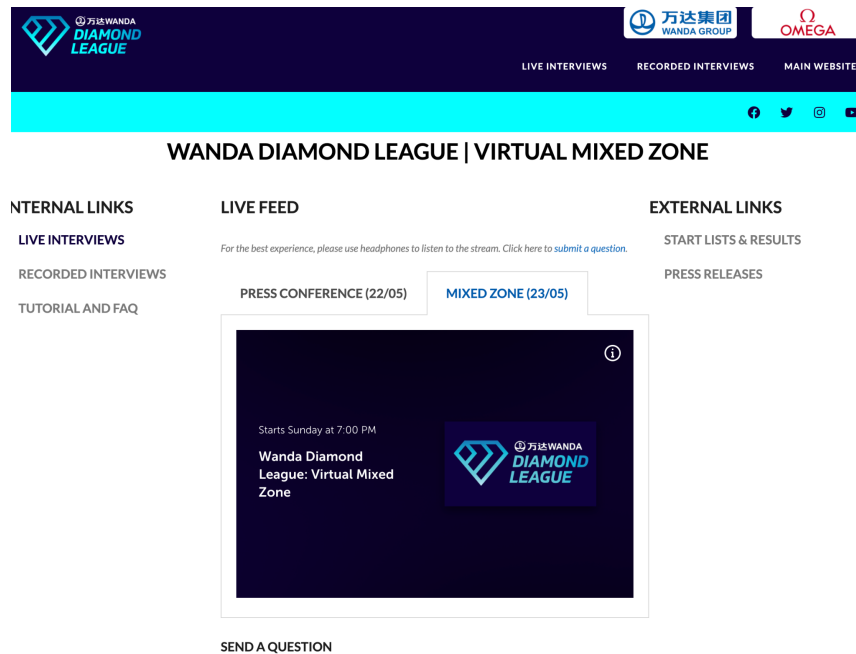 万达WANDA
DIAMOND
LEAGUE
万达集团
WANDA GROUP
Ω
OMEGA
LIVE INTERVIEWS
RECORDED INTERVIEWS
MAIN WEBSITE
WANDA DIAMOND LEAGUE | VIRTUAL MIXED ZONE
NTERNAL LINKS
LIVE INTERVIEWS
RECORDED INTERVIEWS
TUTORIAL AND FAQ
LIVE FEED
For the best experience, please use headphones to listen to the stream. Click here to submit a question.
PRESS CONFERENCE (22/05)
MIXED ZONE (23/05)
Starts Sunday at 7:00 PM
Wanda Diamond
League: Virtual Mixed
Zone
万达WANDA
DIAMOND
LEAGUE
SEND A QUESTION
EXTERNAL LINKS
START LISTS & RESULTS
PRESS RELEASES